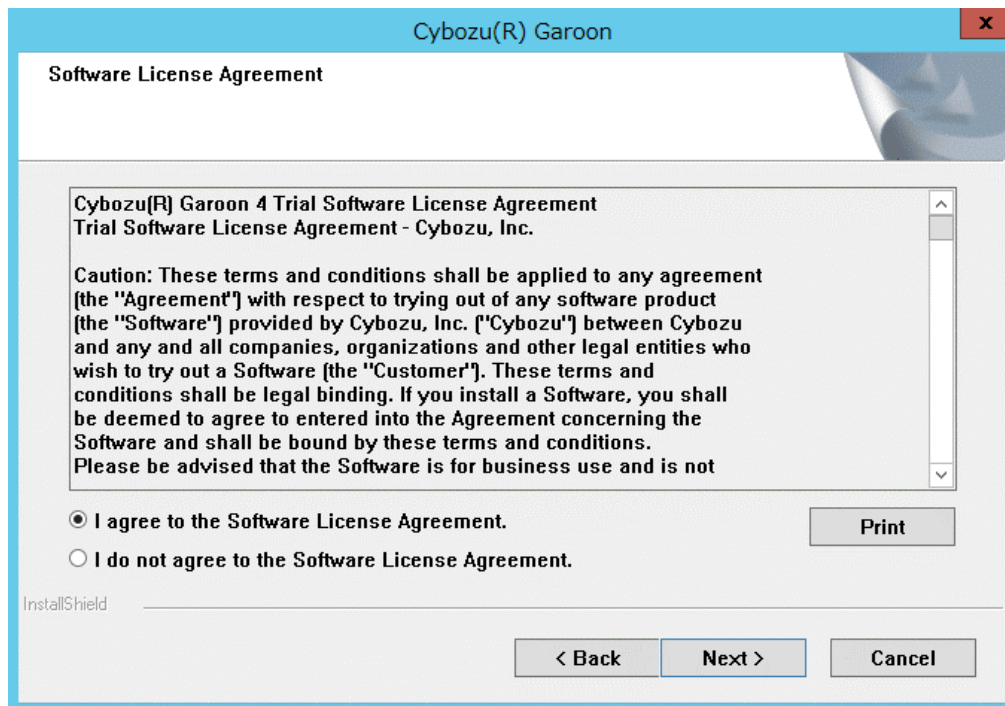 Cybozu(R) Garoon
x
Software License Agreement
Cybozu(R) Garoon 4 Trial Software License Agreement
Trial Software License Agreement - Cybozu, Inc.
Caution: These terms and conditions shall be applied to any agreement
(the "Agreement") with respect to trying out of any software product
(the "Software") provided by Cybozu, Inc. ("Cybozu") between Cybozu
and any and all companies, organizations and other legal entities who
wish to try out a Software (the "Customer"). These terms and
conditions shall be legal binding. If you install a Software, you shall
be deemed to agree to entered into the Agreement concerning the
Software and shall be bound by these terms and conditions.
Please be advised that the Software is for business use and is not
I agree to the Software License Agreement.
Print
I do not agree to the Software License Agreement.
InstallShield
< Back
Next >
Cancel